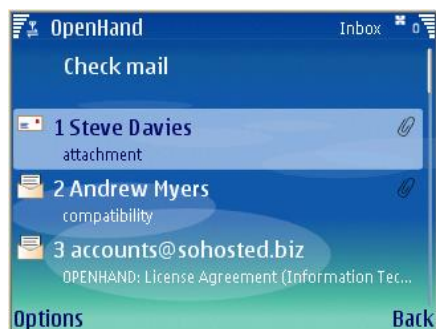 OpenHand Inbox
Check mail
1 Steve Davies
attachment
2 Andrew Myers
compatibility
3 accounts@sohosted.biz
OPENHAND: License Agreement (Information Tec...
Options Back